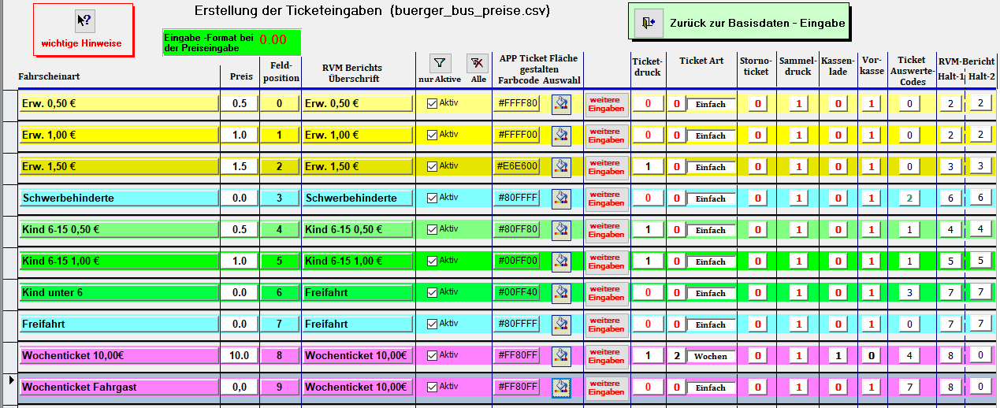 Erstellung der Ticketeingaben (buerger_bus_preise.csv)
wichtige Hinweise
Eingabe -Format bei 0.00
der Preiseingabe
Zurück zur Basisdaten - Eingabe
Fahrscheinart Preis Feld-position RVM Berichts Überschrift nur Aktive Alle APP Ticket Fläche gestalten Farbcode Auswahl Ticket-druck Ticket Art Storno-ticket Sammel-druck Kassen-lade Vor-kasse Ticket Auswerte-Codes RVM-Bericht Halt-1 Halt-2
Erw. 0,50 € 0.5 0 Erw. 0,50 € Aktiv #FFFF80 weitere Eingaben 0 0 Einfach 0 1 0 1 0 2 2
Erw. 1,00 € 1.0 1 Erw. 1,00 € Aktiv #FFFF00 weitere Eingaben 0 0 Einfach 0 1 0 1 0 2 2
Erw. 1,50 € 1.5 2 Erw. 1,50 € Aktiv #E6E600 weitere Eingaben 1 0 Einfach 0 1 0 1 0 3 3
Schwerbehinderte 0.0 3 Schwerbehinderte Aktiv #80FFFF weitere Eingaben 0 0 Einfach 0 1 0 1 2 6 6
Kind 6-15 0,50 € 0.5 4 Kind 6-15 0,50 € Aktiv #80FF80 weitere Eingaben 1 0 Einfach 0 1 0 1 1 4 4
Kind 6-15 1,00 € 1.0 5 Kind 6-15 1,00 € Aktiv #00FF00 weitere Eingaben 1 0 Einfach 0 1 0 1 1 5 5
Kind unter 6 0.0 6 Freifahrt Aktiv #00FF40 weitere Eingaben 0 0 Einfach 0 1 0 1 3 7 7
Freifahrt 0.0 7 Freifahrt Aktiv #80FFFF weitere Eingaben 0 0 Einfach 0 1 0 1 0 7 7
Wochenticket 10,00€ 10.0 8 Wochenticket 10,00€ Aktiv #FF80FF weitere Eingaben 1 2 Wochen 0 1 1 0 4 8 0
Wochenticket Fahrgast 0,0 9 Wochenticket 10,00€ Aktiv #FF80FF weitere Eingaben 0 0 Einfach 0 1 0 1 7 8 0